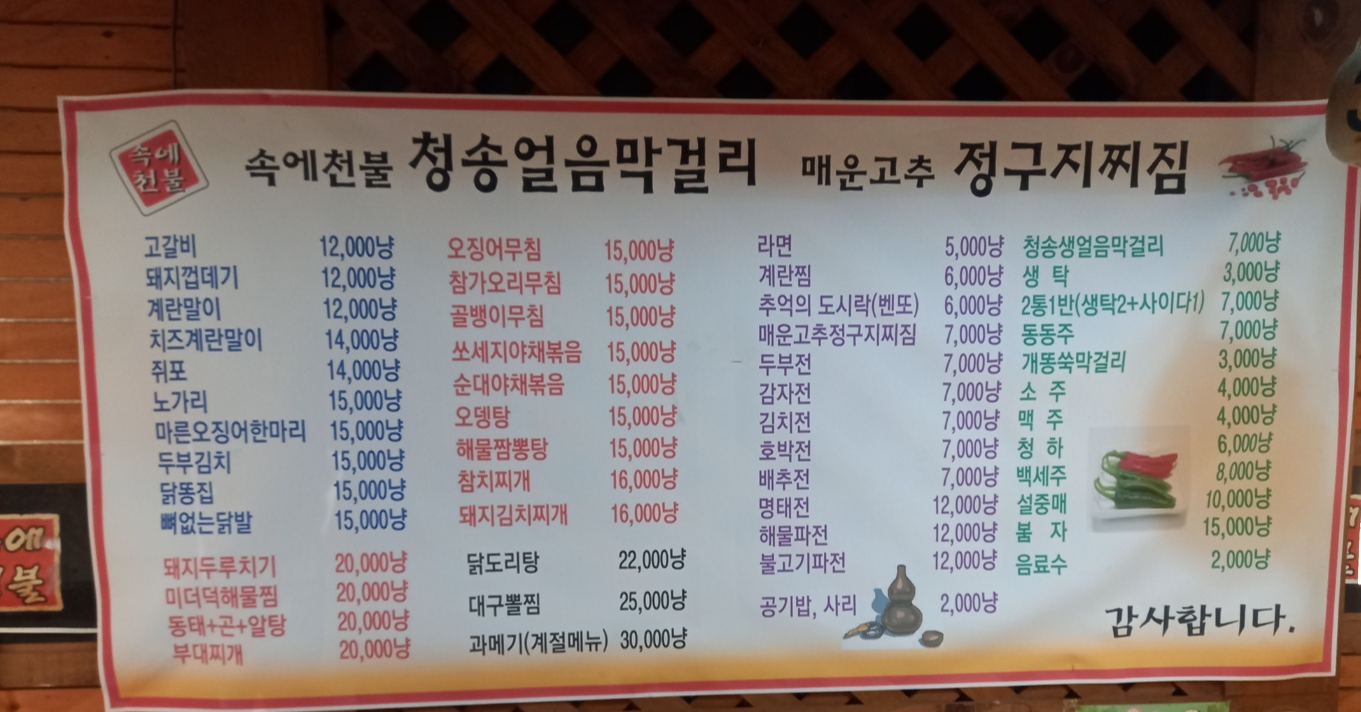 속에
천불
속에천불 청송얼음막걸리 매운고추 정구지찌짐
고갈비 12,000냥
돼지껍데기 12,000냥
계란말이 12,000냥
치즈계란말이 14,000냥
쥐포 14,000냥
노가리 15,000냥
마른오징어한마리 15,000냥
두부김치 15,000냥
닭똥집 15,000냥
뼈없는닭발 15,000냥
돼지두루치기 20,000냥
미더덕해물찜 20,000냥
동태+곤+알탕 20,000냥
부대찌개 20,000냥
오징어무침 15,000냥
참가오리무침 15,000냥
골뱅이무침 15,000냥
쏘세지야채볶음 15,000냥
순대야채볶음 15,000냥
오뎅탕 15,000냥
해물짬뽕탕 15,000냥
참치찌개 16,000냥
돼지김치찌개 16,000냥
닭도리탕 22,000냥
대구뽈찜 25,000냥
과메기(계절메뉴) 30,000냥
라면 5,000냥
계란찜 6,000냥
추억의 도시락(벤또) 6,000냥
매운고추정구지찌짐 7,000냥
두부전 7,000냥
감자전 7,000냥
김치전 7,000냥
호박전 7,000냥
배추전 7,000냥
명태전 12,000냥
해물파전 12,000냥
불고기파전 12,000냥
공기밥, 사리 2,000냥
청송생얼음막걸리 7,000냥
생 탁 3,000냥
2통1반(생탁2+사이다1) 7,000냥
동동주 7,000냥
개똥쑥막걸리 3,000냥
소 주 4,000냥
맥 주 4,000냥
청 하 6,000냥
백세주 8,000냥
설중매 10,000냥
봄 자 15,000냥
음료수 2,000냥
감사합니다.
에
불